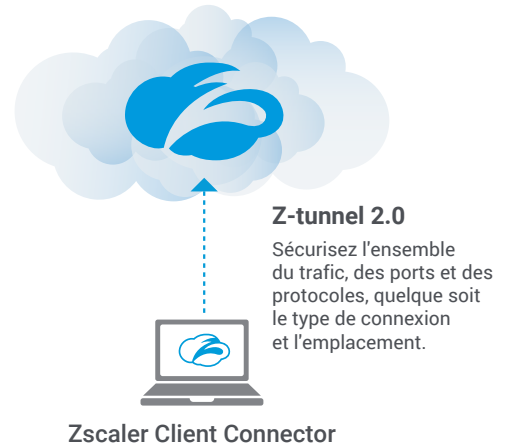 Z-tunnel 2.0
Sécurisez l'ensemble
du trafic, des ports et des
protocoles, quelque soit
le type de connexion
et l'emplacement.
Zscaler Client Connector